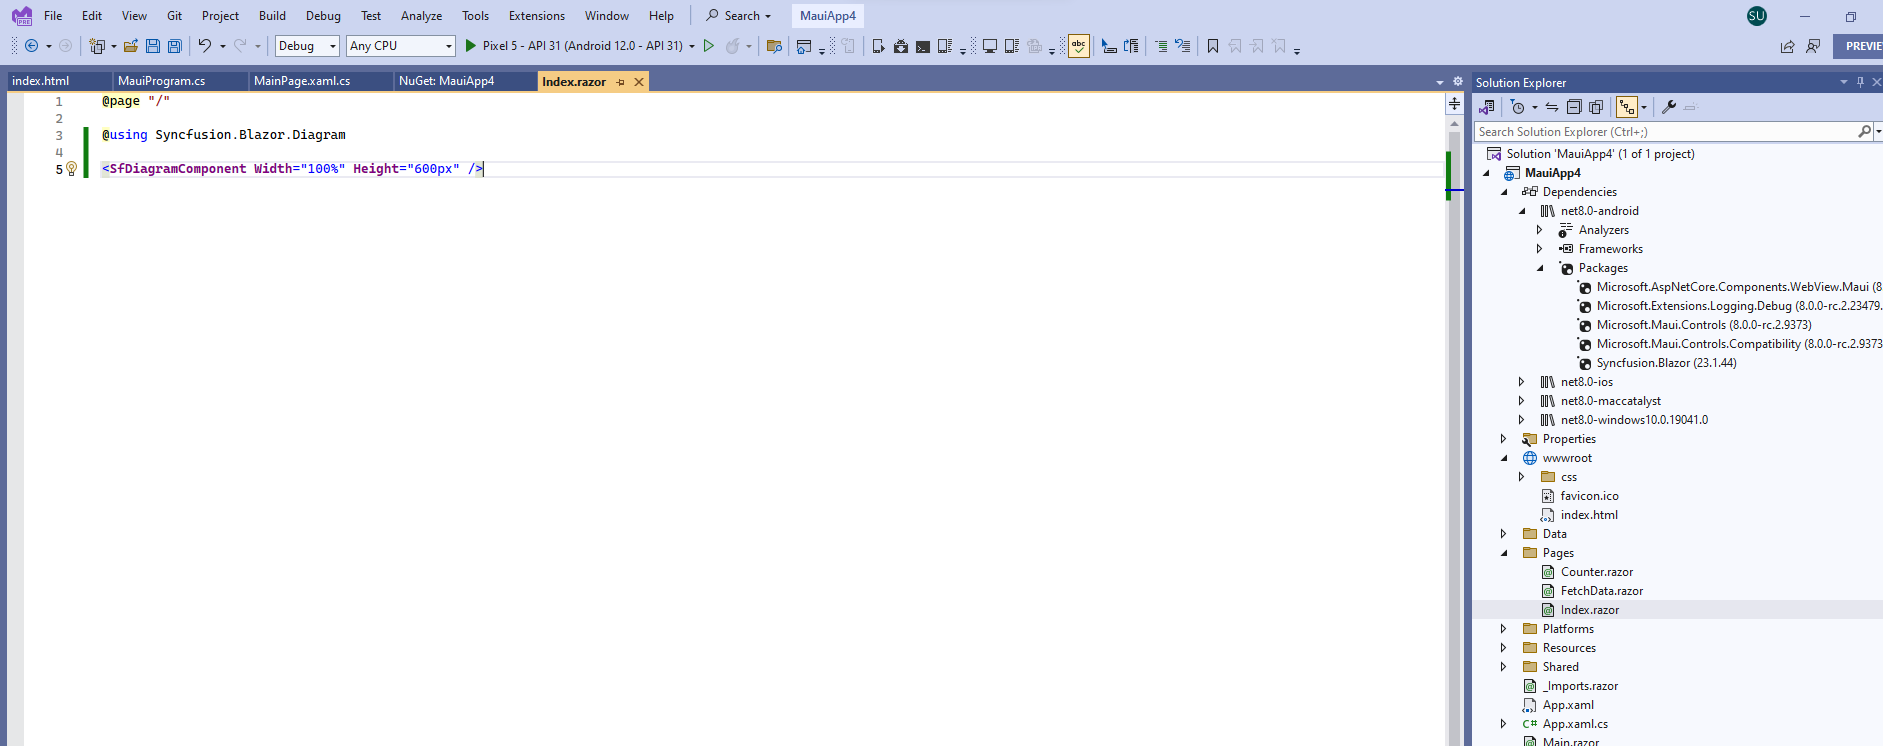 File Edit View Git Project Build Debug Test Analyze Tools Extensions Window Help Search MauiApp4 SU
PRE
Debug Any CPU Pixel 5 - API 31 (Android 12.0 - API 31) abc PREVIEW
index.html MauiProgram.cs MainPage.xaml.cs NuGet: MauiApp4 Index.razor
1 @page "/"
2
3 @using Syncfusion.Blazor.Diagram
4
5 <SfDiagramComponent Width="100%" Height="600px" />
Solution Explorer
Search Solution Explorer (Ctrl+;)
Solution 'MauiApp4' (1 of 1 project)
MauiApp4
Dependencies
net8.0-android
Analyzers
Frameworks
Packages
Microsoft.AspNetCore.Components.WebView.Maui (8
Microsoft.Extensions.Logging.Debug (8.0.0-rc.2.23479.
Microsoft.Maui.Controls (8.0.0-rc.2.9373)
Microsoft.Maui.Controls.Compatibility (8.0.0-rc.2.9373
Syncfusion.Blazor (23.1.44)
net8.0-ios
net8.0-maccatalyst
net8.0-windows10.0.19041.0
Properties
wwwroot
css
favicon.ico
index.html
Data
Pages
Counter.razor
FetchData.razor
Index.razor
Platforms
Resources
Shared
_Imports.razor
App.xaml
C# App.xaml.cs
Main.razor